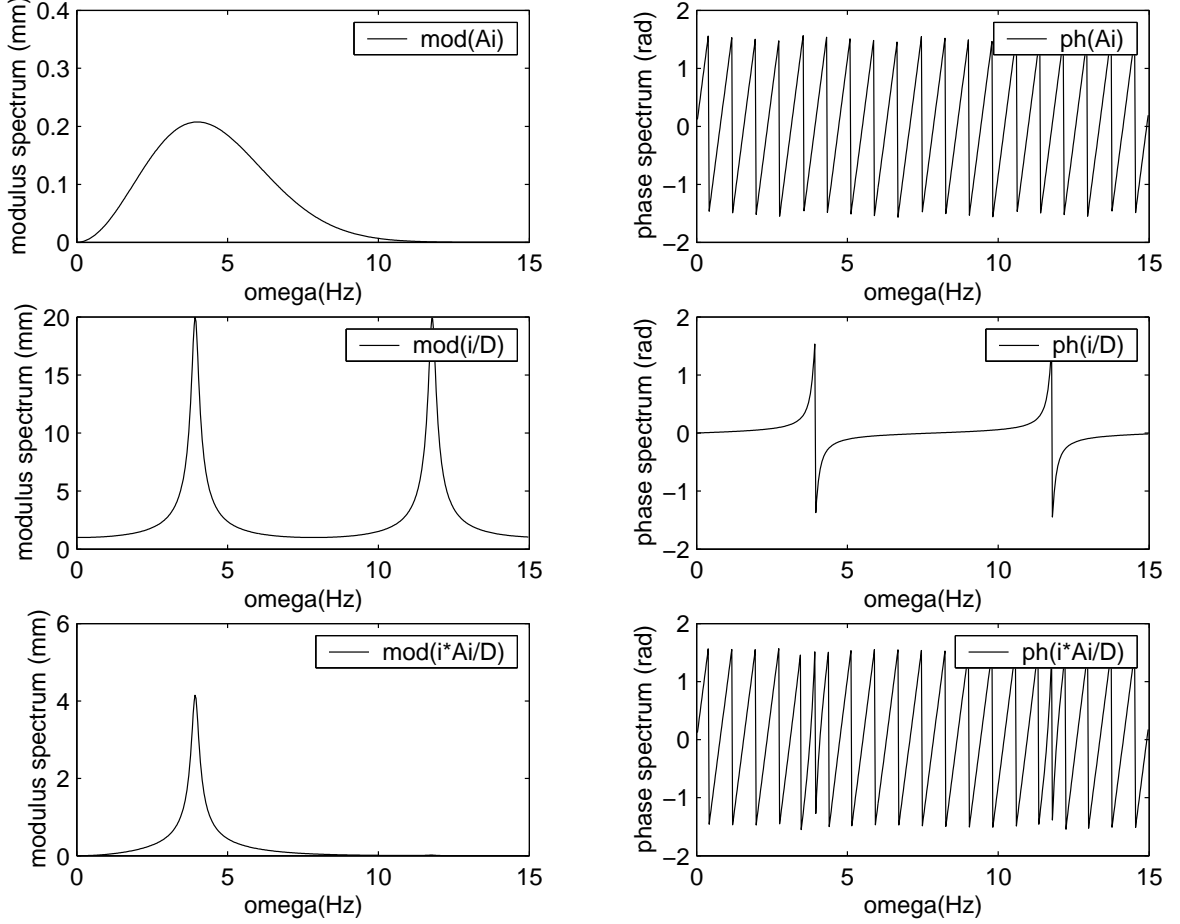 modulus spectrum (mm)
0.4
0.3
0.2
0.1
0
mod(Ai)
0 5 10 15
omega(Hz)
phase spectrum (rad)
2
1
0
−1
−2
ph(Ai)
0 5 10 15
omega(Hz)
modulus spectrum (mm)
20
15
10
5
0
mod(i/D)
0 5 10 15
omega(Hz)
phase spectrum (rad)
2
1
0
−1
−2
ph(i/D)
0 5 10 15
omega(Hz)
modulus spectrum (mm)
6
4
2
0
mod(i*Ai/D)
0 5 10 15
omega(Hz)
phase spectrum (rad)
2
1
0
−1
−2
ph(i*Ai/D)
0 5 10 15
omega(Hz)